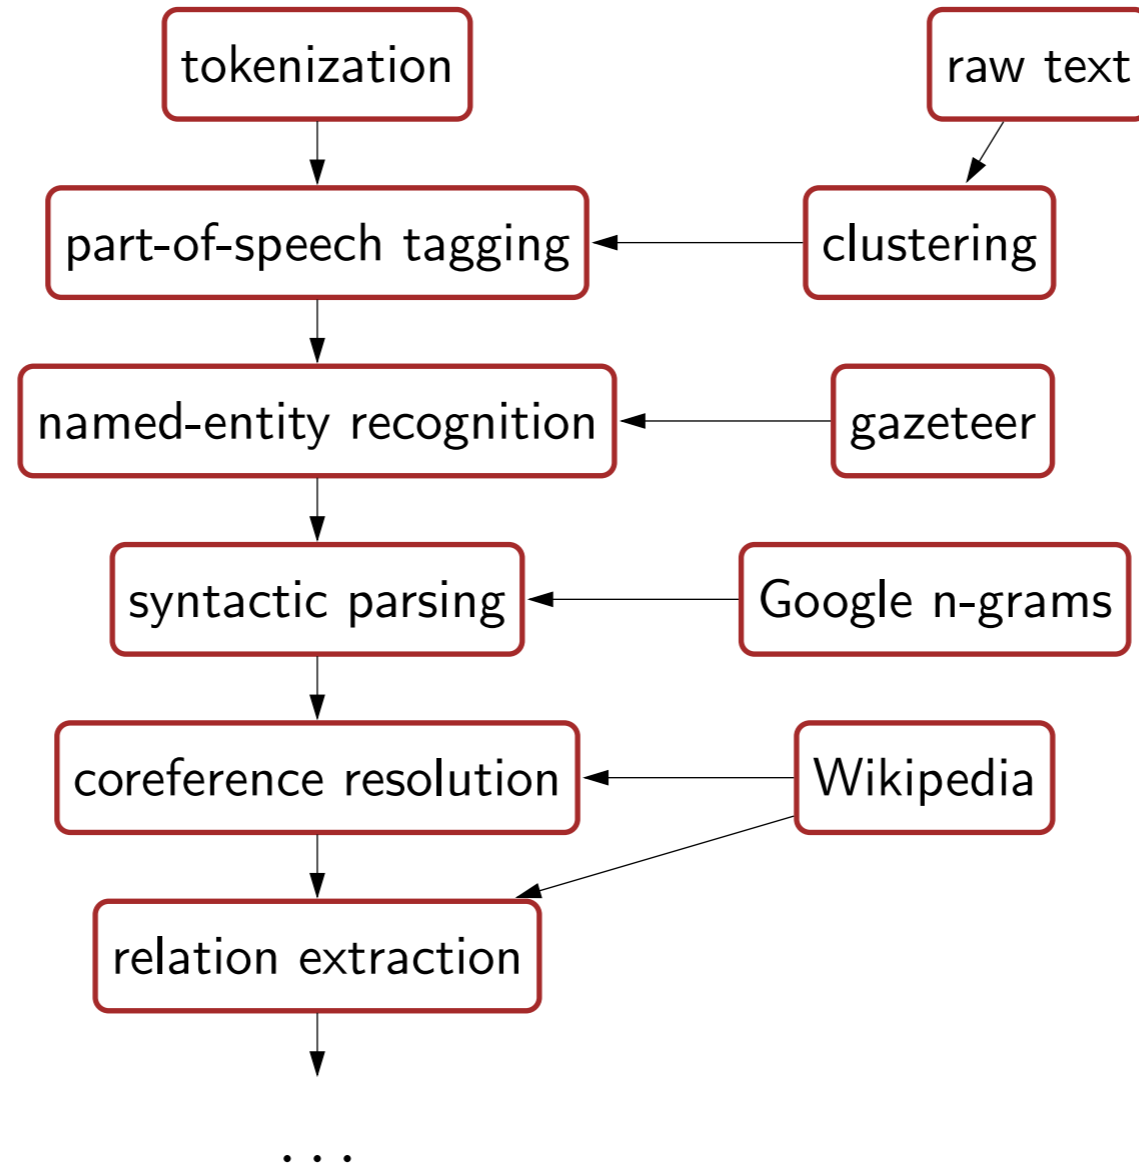 tokenization
raw text
part-of-speech tagging
clustering
named-entity recognition
gazeteer
syntactic parsing
Google n-grams
coreference resolution
Wikipedia
relation extraction
. . .